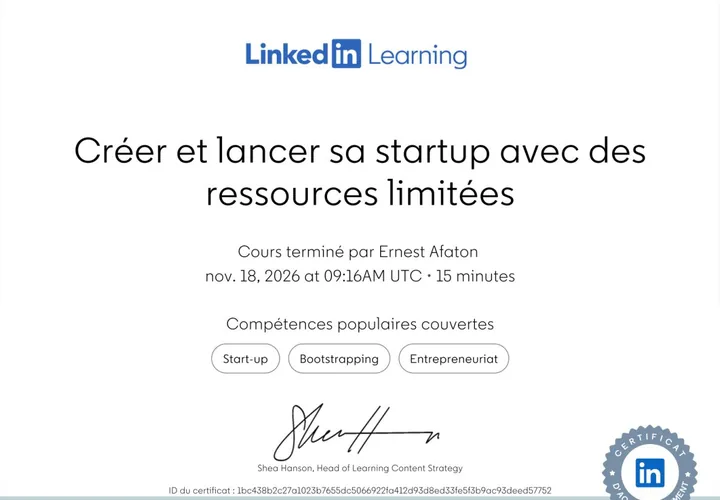 LinkedIn Learning
Créer et lancer sa startup avec des
ressources limitées
Cours terminé par Ernest Afaton
nov. 18, 2026 at 09:16AM UTC • 15 minutes
Compétences populaires couvertes
Start-up
Bootstrapping
Entrepreneuriat
Shea Hanson, Head of Learning Content Strategy
ID du certificat : 1bc438b2c27a1023b7655dc5066922fa412d93d8ed33fe5f3b9ac93deed57752
CERTIFICAT
in